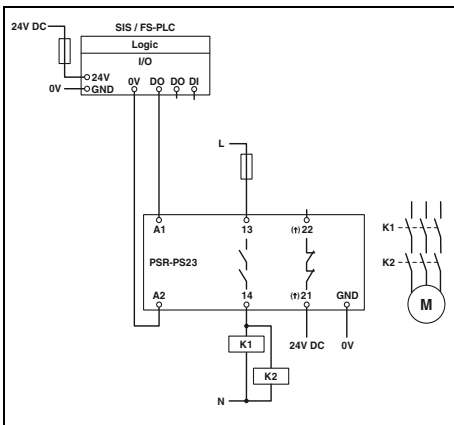 24V DC
SIS / FS-PLC
Logic
I/O
24V 0V DO DO DI
0V GND
L
A1 13 (↑)22
K1
PSR-PS23
K2
A2 14 (↑)21 GND
M
K1 24V DC 0V
K2
N